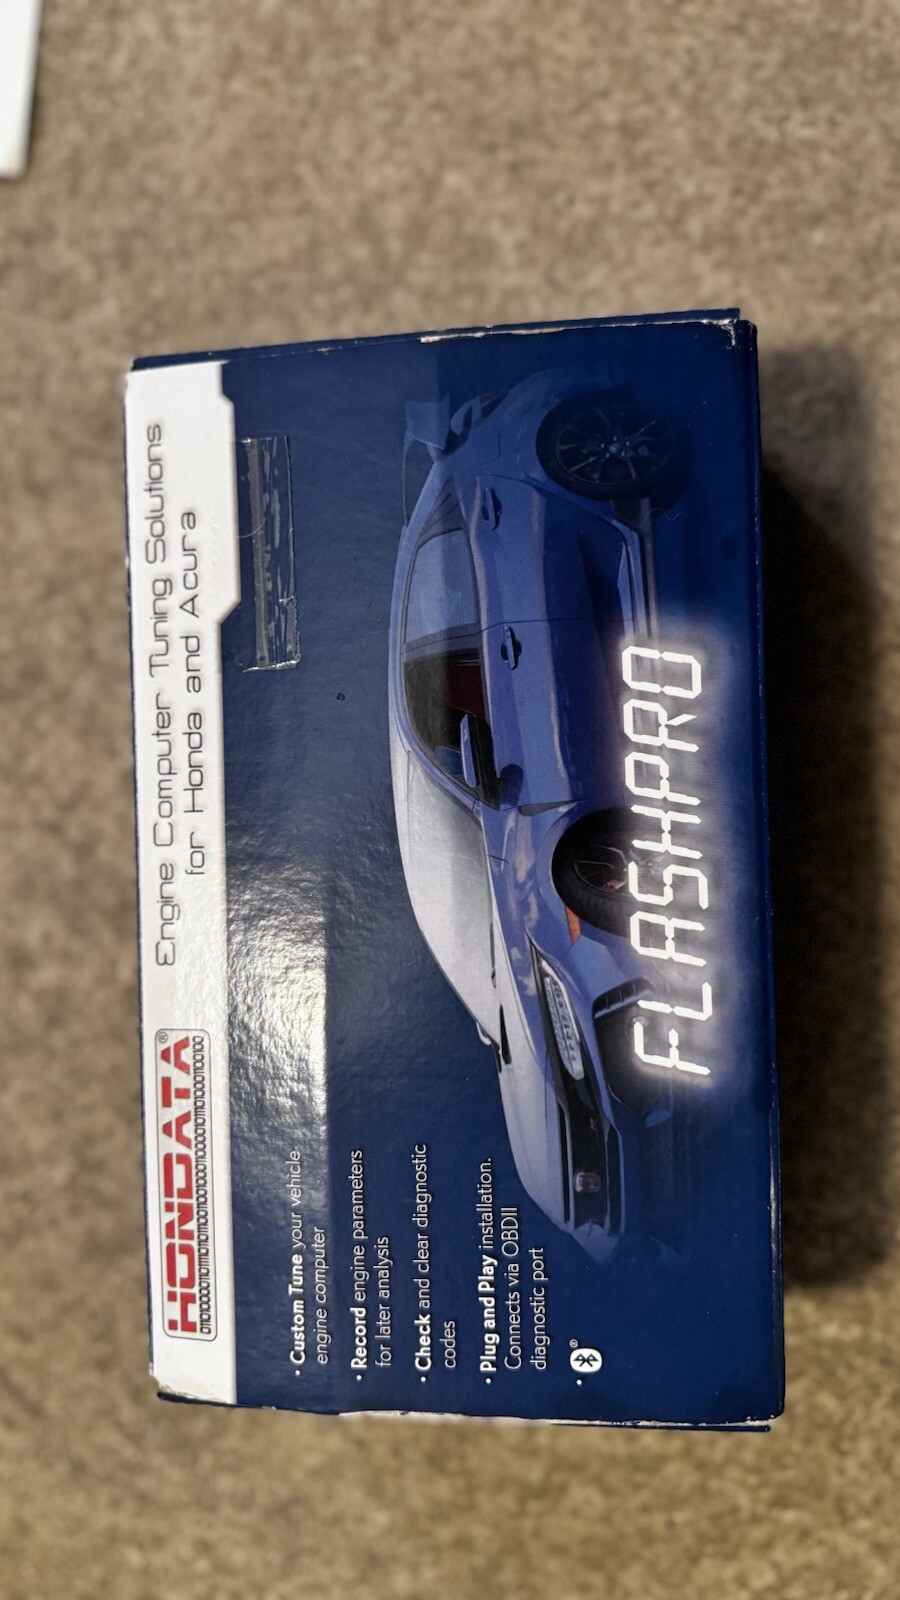 HONDATA®
Engine Computer Tuning Solutions
for Honda and Acura
· Custom Tune your vehicle
engine computer
· Record engine parameters
for later analysis
· Check and clear diagnostic
codes
· Plug and Play installation.
Connects via OBDII
diagnostic port
·
®
FLASHPRO